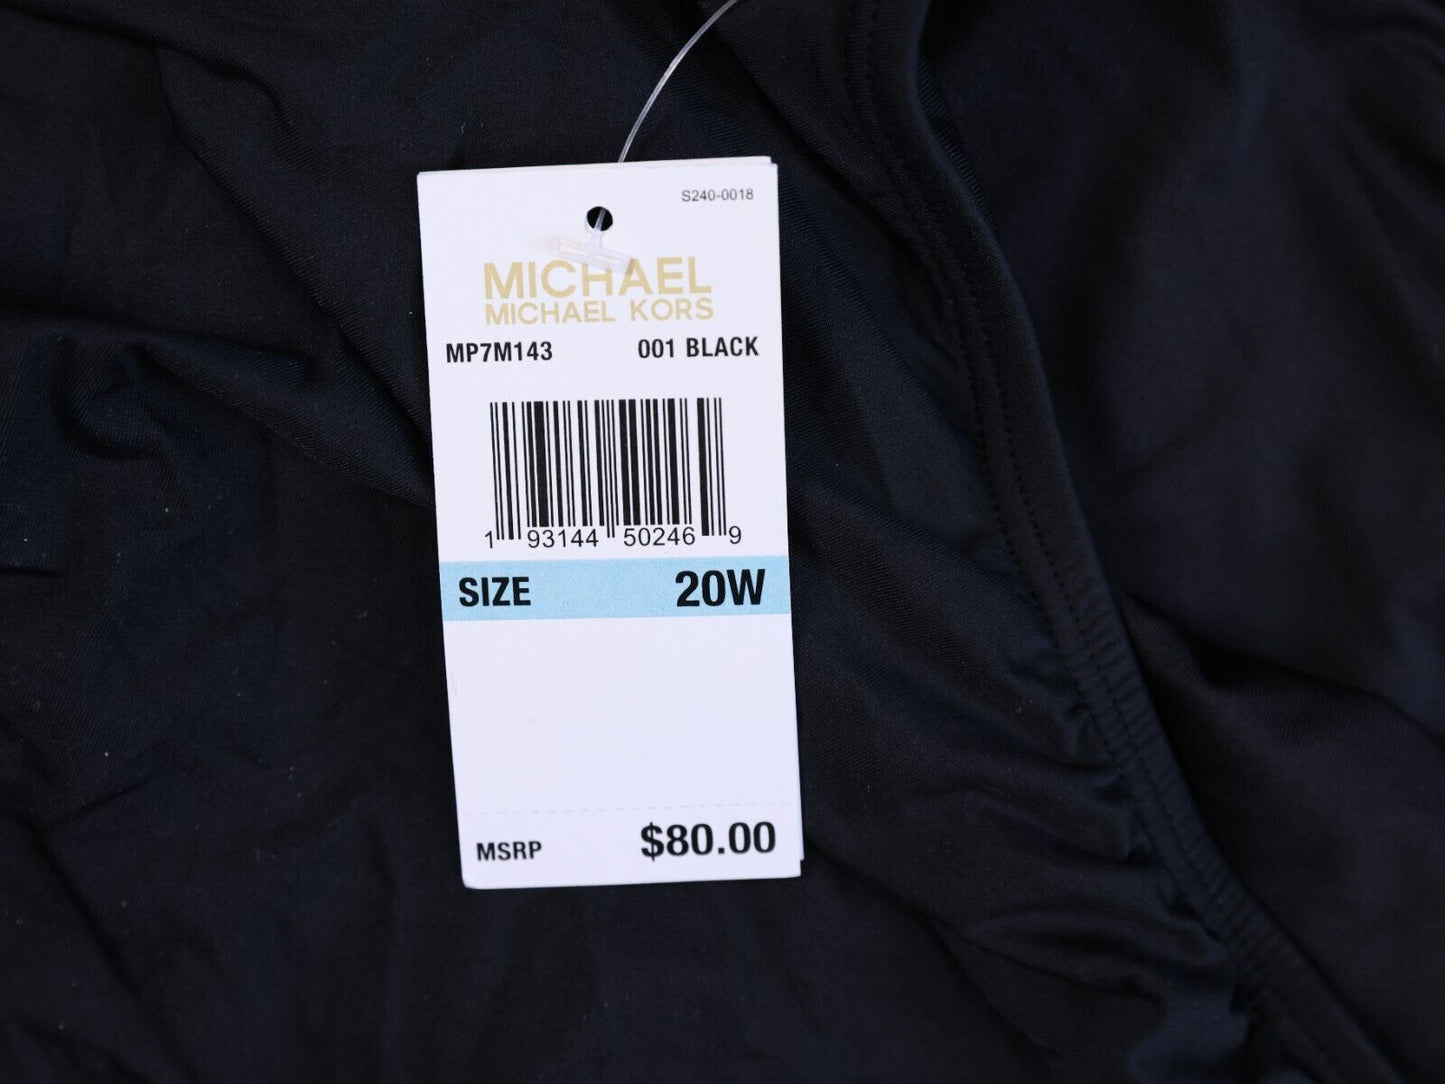 S240-0018
MICHAEL
MICHAEL KORS
MP7M143 001 BLACK
1 93144 50246 9
SIZE 20W
MSRP $80.00